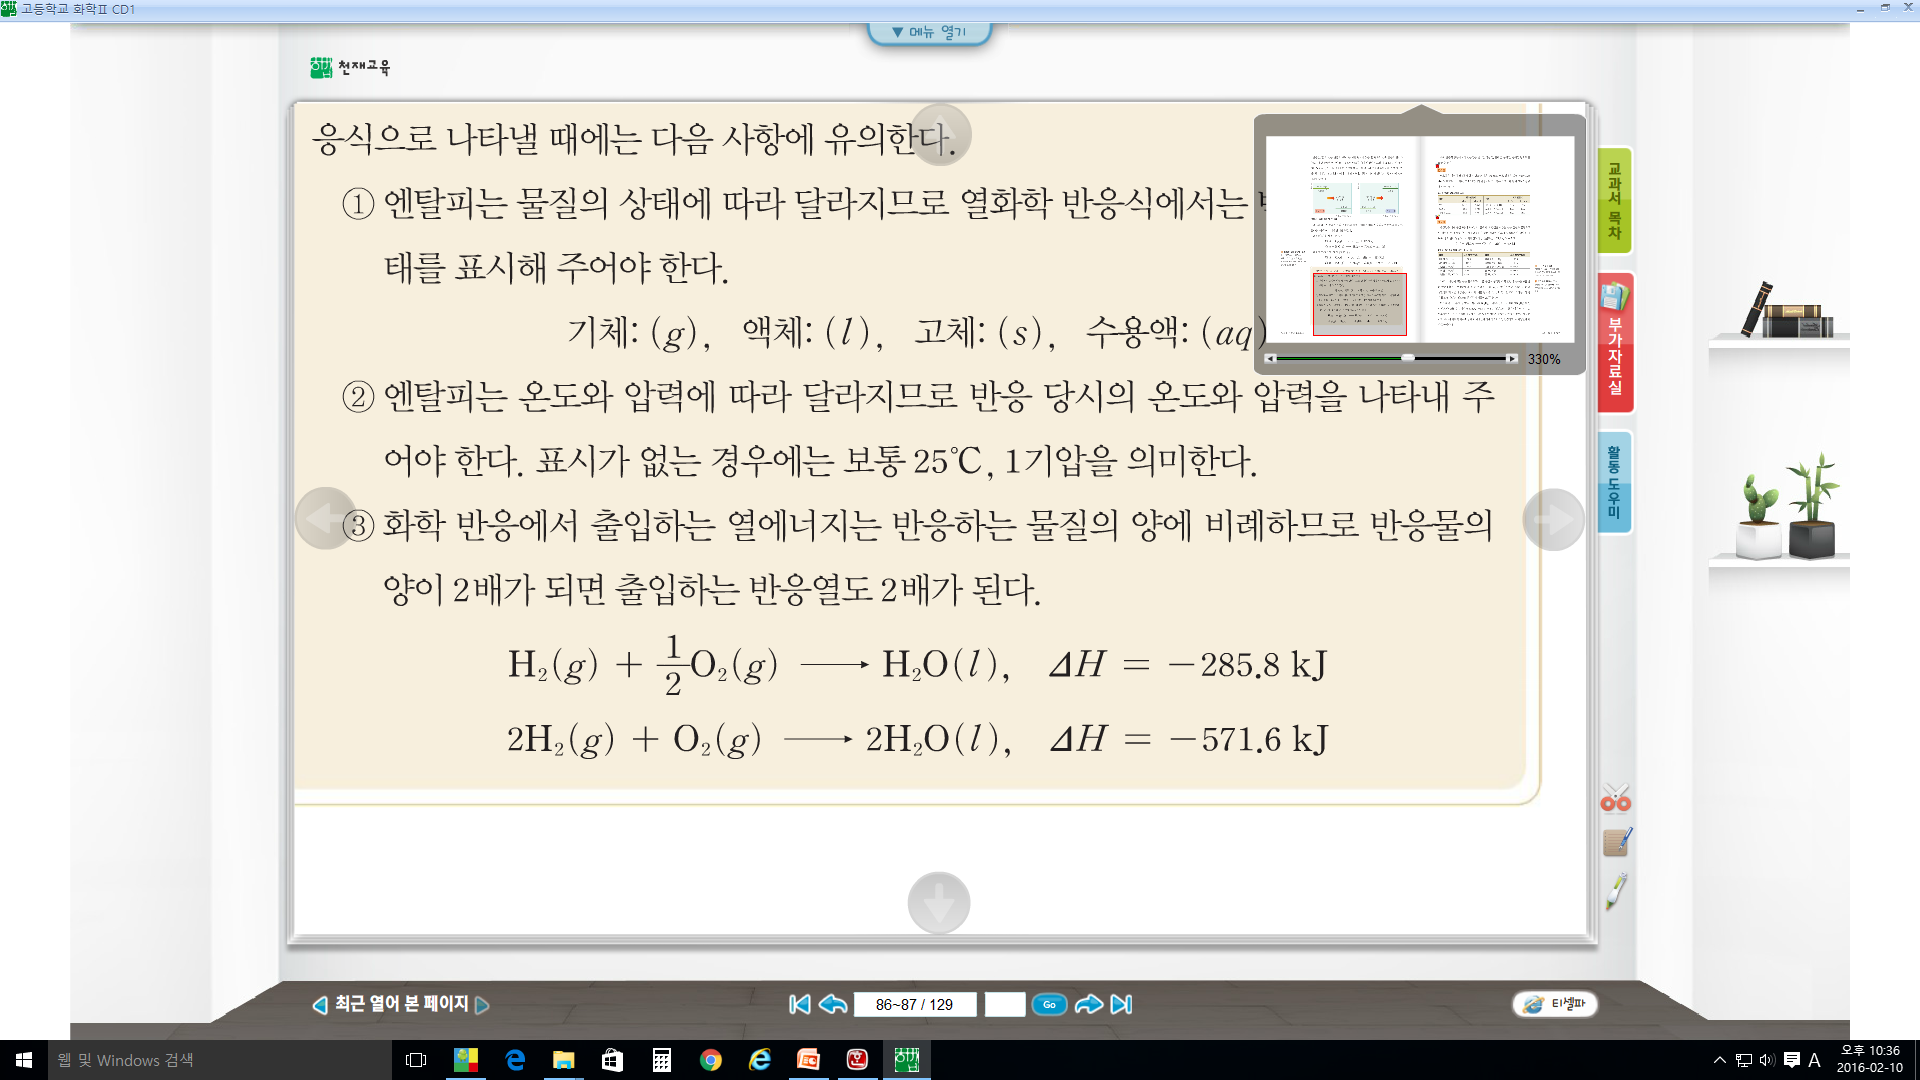 고등학교 화학Ⅱ CD1
▼ 메뉴 열기
천재교육
응식으로 나타낼 때에는 다음 사항에 유의한다.
① 엔탈피는 물질의 상태에 따라 달라지므로 열화학 반응식에서는
태를 표시해 주어야 한다.
기체: (g), 액체: (l), 고체: (s), 수용액: (aq)
② 엔탈피는 온도와 압력에 따라 달라지므로 반응 당시의 온도와 압력을 나타내 주
어야 한다. 표시가 없는 경우에는 보통 25℃, 1기압을 의미한다.
③ 화학 반응에서 출입하는 열에너지는 반응하는 물질의 양에 비례하므로 반응물의
양이 2배가 되면 출입하는 반응열도 2배가 된다.
H₂(g) + 1/2 O₂(g) ⟶ H₂O(l), ΔH = −285.8 kJ
2H₂(g) + O₂(g) ⟶ 2H₂O(l), ΔH = −571.6 kJ
330%
교과서 목차
부가자료실
활동 도우미
최근 열어 본 페이지
86~87 / 129
Go
티셀파
웹 및 Windows 검색
A
오후 10:36
2016-02-10